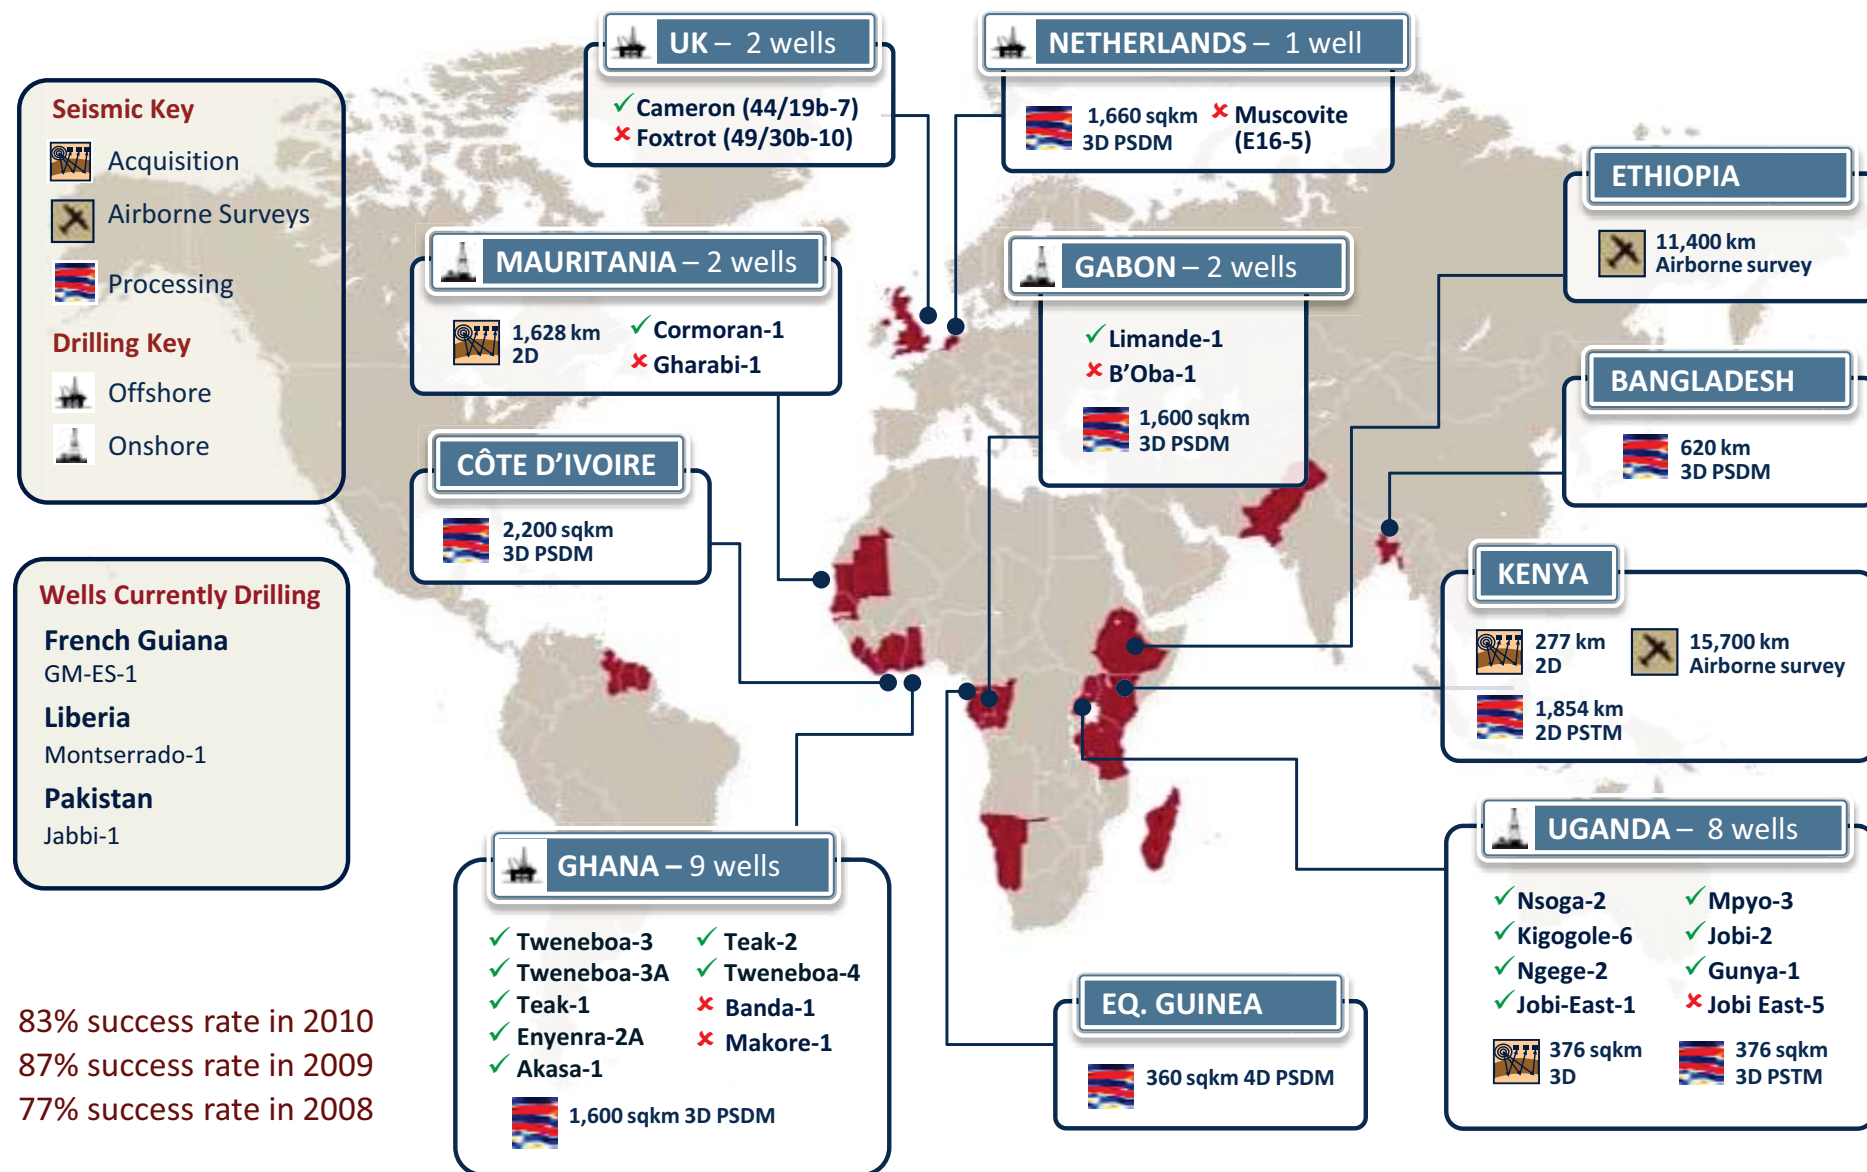 UK – 2 wells
✓ Cameron (44/19b-7)
✘ Foxtrot (49/30b-10)
NETHERLANDS – 1 well
1,660 sqkm
3D PSDM
✘ Muscovite
(E16-5)
Seismic Key
Acquisition
Airborne Surveys
Processing
Drilling Key
Offshore
Onshore
ETHIOPIA
11,400 km
Airborne survey
MAURITANIA – 2 wells
1,628 km
2D
✓ Cormoran-1
✘ Gharabi-1
GABON – 2 wells
✓ Limande-1
✘ B’Oba-1
1,600 sqkm
3D PSDM
BANGLADESH
620 km
3D PSDM
CÔTE D’IVOIRE
2,200 sqkm
3D PSDM
KENYA
277 km
2D
15,700 km
Airborne survey
1,854 km
2D PSTM
Wells Currently Drilling
French Guiana
GM-ES-1
Liberia
Montserrado-1
Pakistan
Jabbi-1
GHANA – 9 wells
✓ Tweneboa-3
✓ Tweneboa-3A
✓ Teak-1
✓ Enyenra-2A
✓ Akasa-1
✓ Teak-2
✓ Tweneboa-4
✘ Banda-1
✘ Makore-1
1,600 sqkm 3D PSDM
UGANDA – 8 wells
✓ Nsoga-2
✓ Kigogole-6
✓ Ngege-2
✓ Jobi-East-1
✓ Mpyo-3
✓ Jobi-2
✓ Gunya-1
✘ Jobi East-5
376 sqkm
3D
376 sqkm
3D PSTM
EQ. GUINEA
360 sqkm 4D PSDM
83% success rate in 2010
87% success rate in 2009
77% success rate in 2008